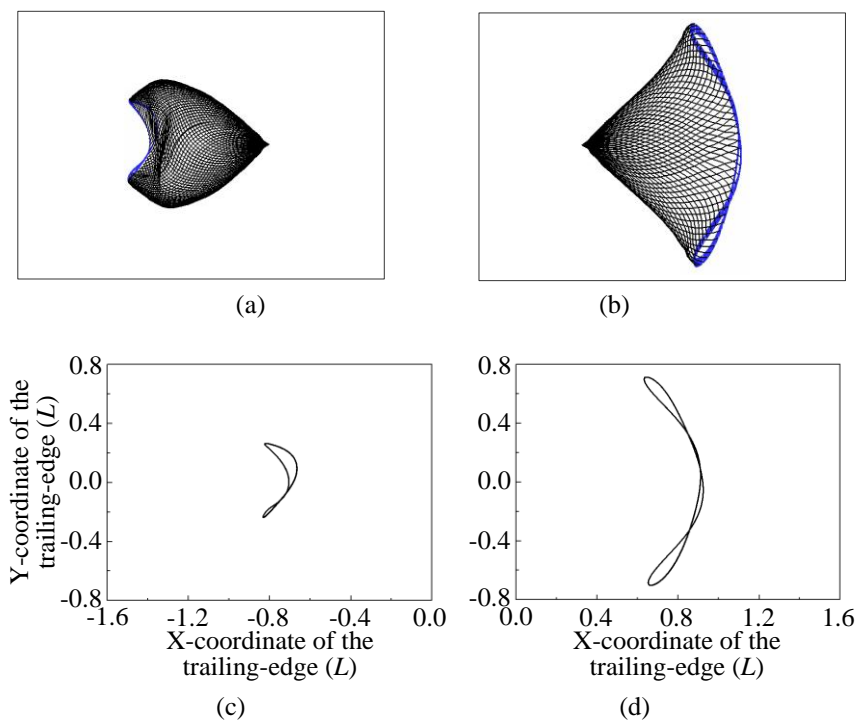 (a)
(b)
0.8
0.4
0.0
-0.4
-0.8
Y-coordinate of the
trailing-edge (L)
-1.6
-1.2
-0.8
-0.4
0.0
X-coordinate of the
trailing-edge (L)
(c)
0.8
0.4
0.0
-0.4
-0.8
0.0
0.4
0.8
1.2
1.6
X-coordinate of the
trailing-edge (L)
(d)